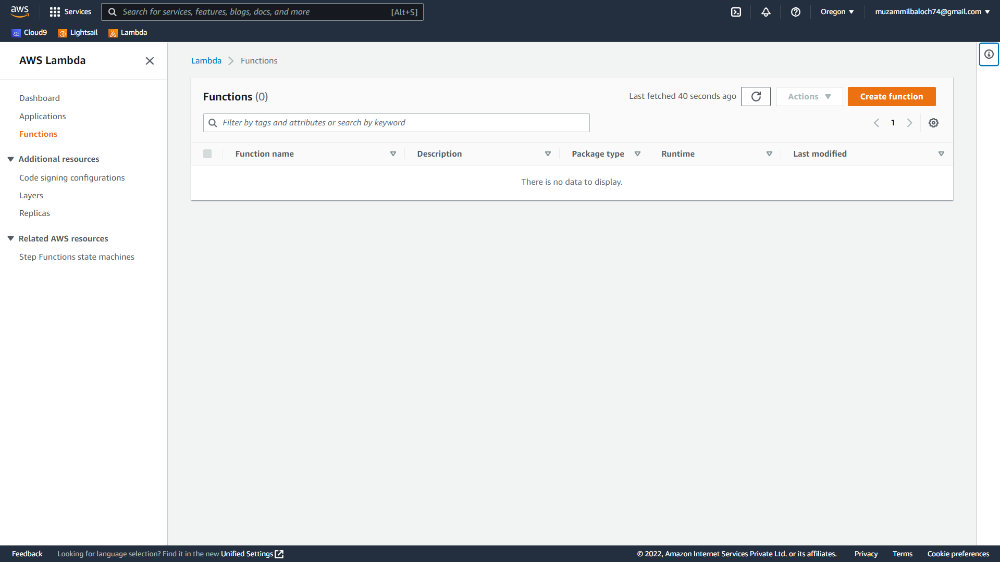 aws
Services
Search for services, features, blogs, docs, and more [Alt+S]
Oregon
muzammilbaloch74@gmail.com
Cloud9
Lightsail
Lambda
AWS Lambda
Dashboard
Applications
Functions
Additional resources
Code signing configurations
Layers
Replicas
Related AWS resources
Step Functions state machines
Lambda
Functions
Functions (0)
Last fetched 40 seconds ago
Actions
Create function
Filter by tags and attributes or search by keyword
1
Function name
Description
Package type
Runtime
Last modified
There is no data to display.
Feedback
Looking for language selection? Find it in the new Unified Settings
© 2022, Amazon Internet Services Private Ltd. or its affiliates.
Privacy
Terms
Cookie preferences